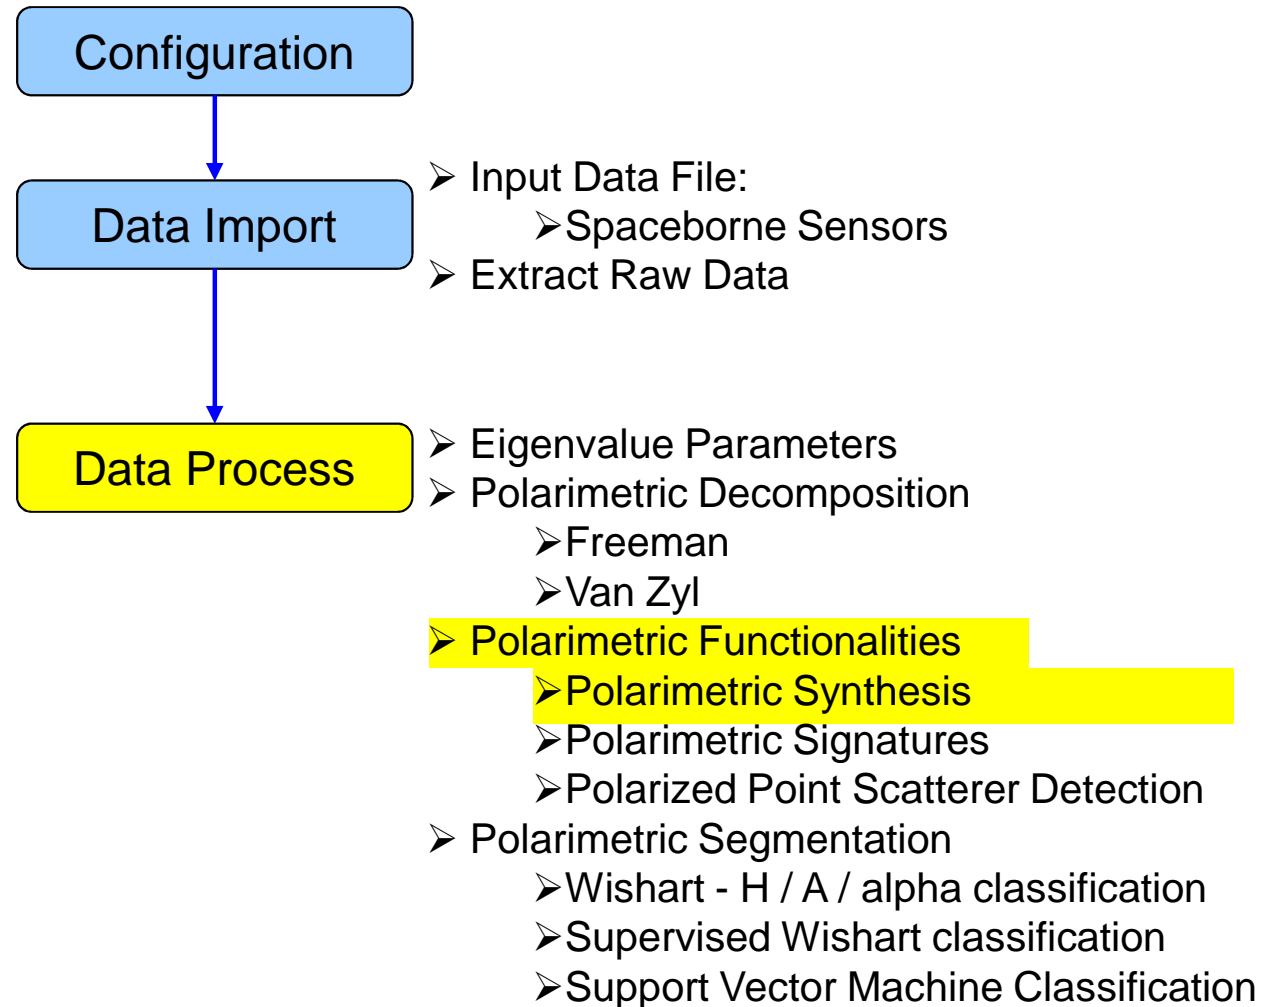 Configuration
Data Import
➢ Input Data File:
➢Spaceborne Sensors
➢ Extract Raw Data
Data Process
➢ Eigenvalue Parameters
➢ Polarimetric Decomposition
➢Freeman
➢Van Zyl
➢ Polarimetric Functionalities
➢Polarimetric Synthesis
➢Polarimetric Signatures
➢Polarized Point Scatterer Detection
➢ Polarimetric Segmentation
➢Wishart - H / A / alpha classification
➢Supervised Wishart classification
➢Support Vector Machine Classification